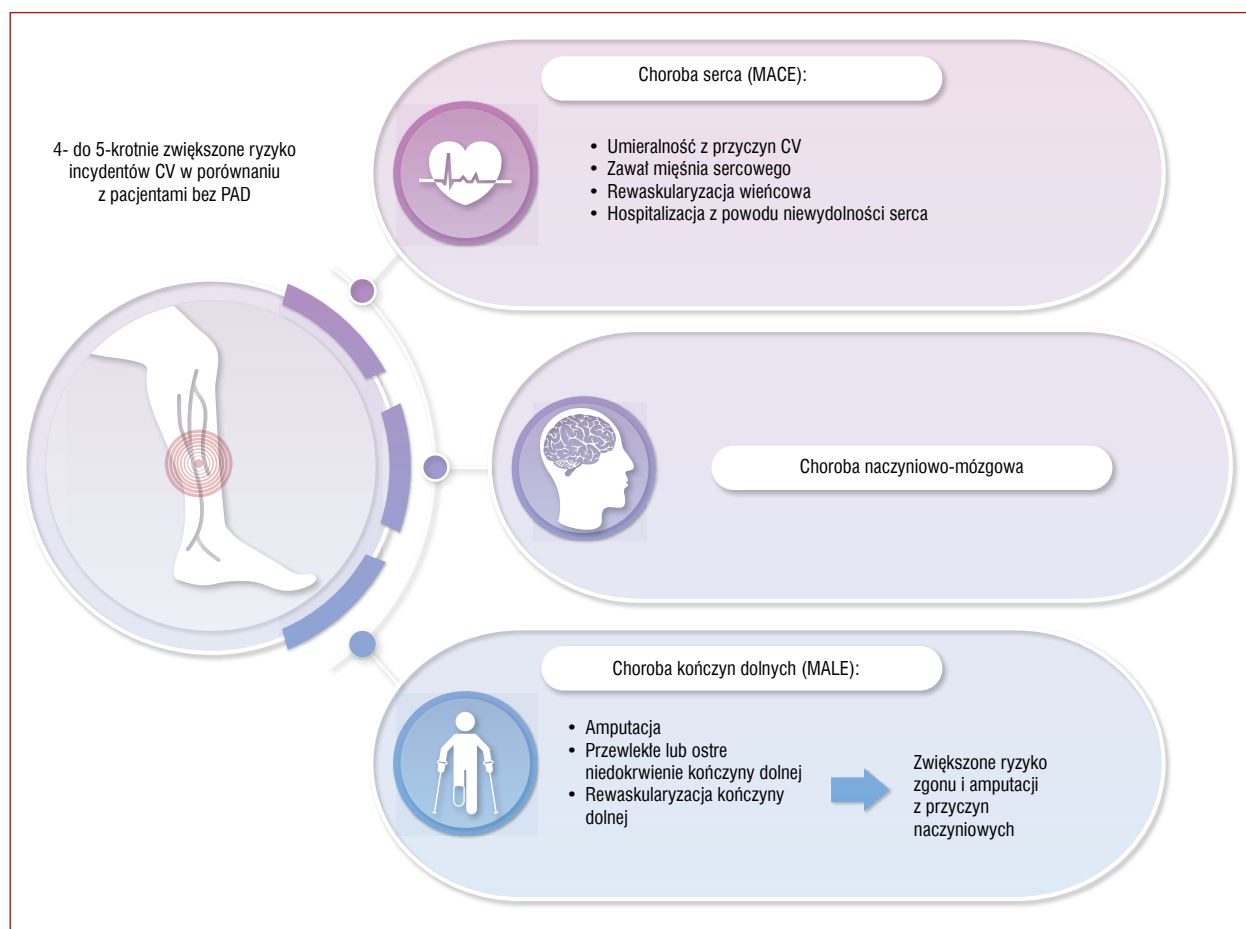 4- do 5-krotnie zwiększone ryzyko
incydentów CV w porównaniu
z pacjentami bez PAD
Choroba serca (MACE):
• Umieralność z przyczyn CV
• Zawał mięśnia sercowego
• Rewaskularyzacja wieńcowa
• Hospitalizacja z powodu niewydolności serca
Choroba naczyniowo-mózgowa
Choroba kończyn dolnych (MALE):
• Amputacja
• Przewlekłe lub ostre
niedokrwienie kończyny dolnej
• Rewaskularyzacja kończyny
dolnej
Zwiększone ryzyko
zgonu i amputacji
z przyczyn
naczyniowych